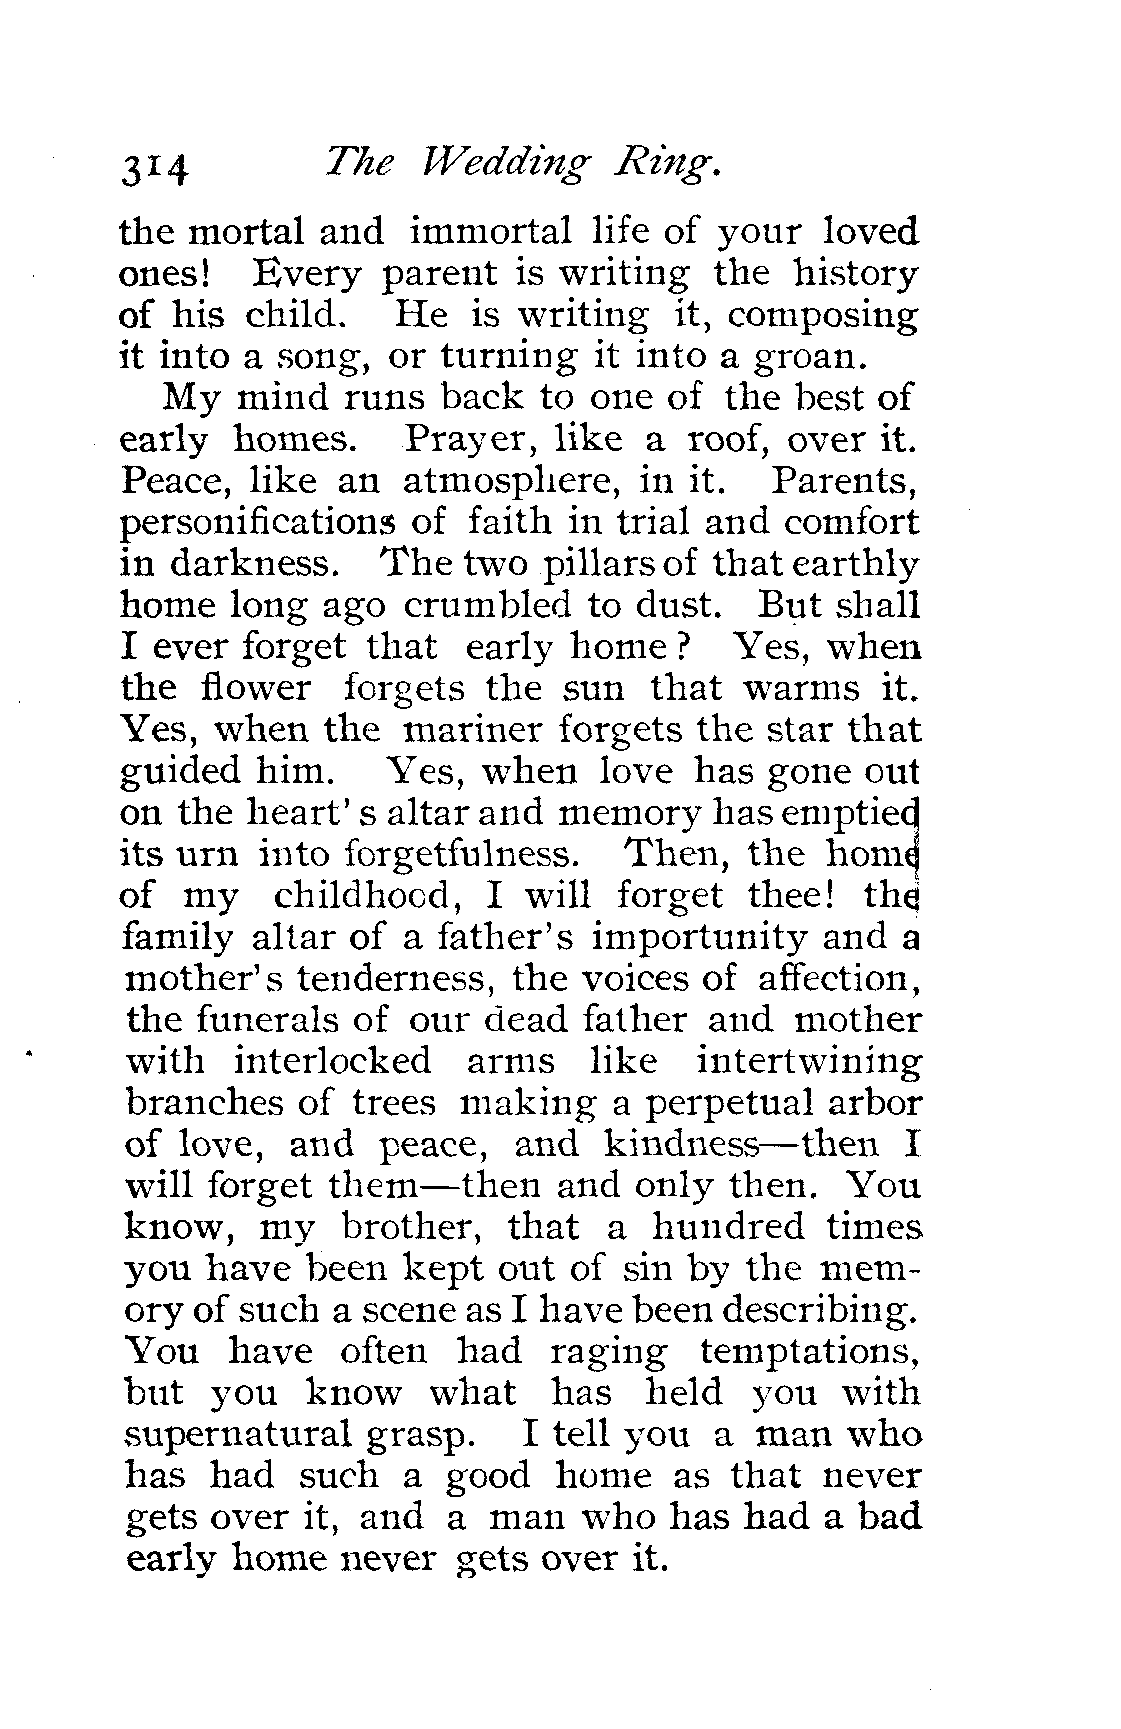 314 The Wedding Ring.
the mortal and immortal life of your loved
ones! Every parent is writing the history
of his child. He is writing it, composing
it into a song, or turning it into a groan.
My mind runs back to one of the best of
early homes. Prayer, like a roof, over it.
Peace, like an atmosphere, in it. Parents,
personifications of faith in trial and comfort
in darkness. The two pillars of that earthly
home long ago crumbled to dust. But shall
I ever forget that early home? Yes, when
the flower forgets the sun that warms it.
Yes, when the mariner forgets the star that
guided him. Yes, when love has gone out
on the heart's altar and memory has emptied
its urn into forgetfulness. Then, the home
of my childhood, I will forget thee! the
family altar of a father's importunity and a
mother's tenderness, the voices of affection,
the funerals of our dead father and mother
with interlocked arms like intertwining
branches of trees making a perpetual arbor
of love, and peace, and kindness—then I
will forget them—then and only then. You
know, my brother, that a hundred times
you have been kept out of sin by the mem-
ory of such a scene as I have been describing.
You have often had raging temptations,
but you know what has held you with
supernatural grasp. I tell you a man who
has had such a good home as that never
gets over it, and a man who has had a bad
early home never gets over it.